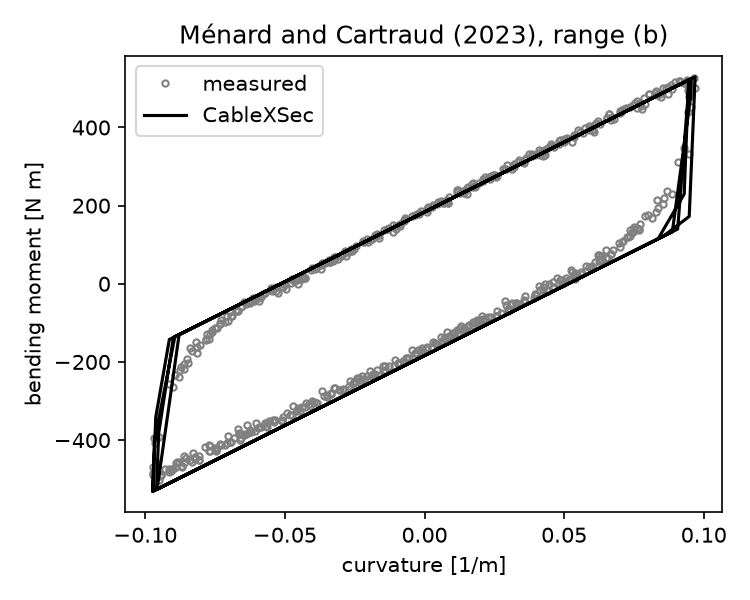 Ménard and Cartraud (2023), range (b)
measured
CableXSec
bending moment [N m]
400
200
0
−200
−400
−0.10
−0.05
0.00
0.05
0.10
curvature [1/m]